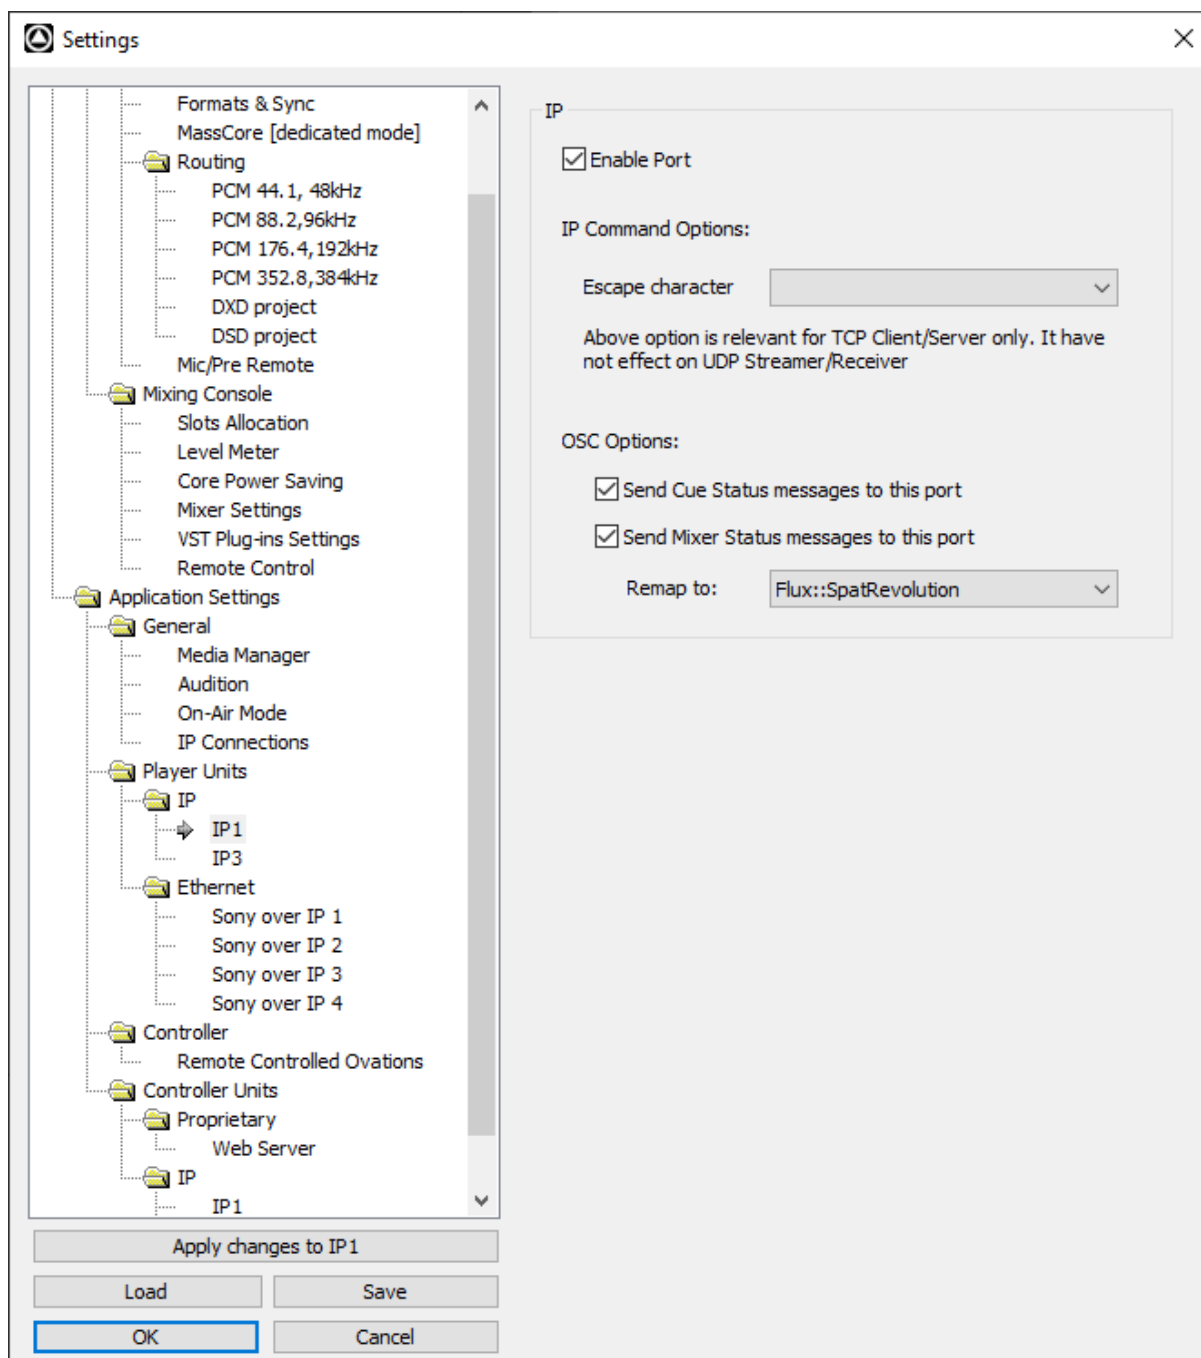 Settings
Formats & Sync
MassCore [dedicated mode]
Routing
PCM 44.1, 48kHz
PCM 88.2,96kHz
PCM 176.4,192kHz
PCM 352.8,384kHz
DXD project
DSD project
Mic/Pre Remote
Mixing Console
Slots Allocation
Level Meter
Core Power Saving
Mixer Settings
VST Plug-ins Settings
Remote Control
Application Settings
General
Media Manager
Audition
On-Air Mode
IP Connections
Player Units
IP
IP1
IP3
Ethernet
Sony over IP 1
Sony over IP 2
Sony over IP 3
Sony over IP 4
Controller
Remote Controlled Ovations
Controller Units
Proprietary
Web Server
IP
IP1
Apply changes to IP1
Load
Save
OK
Cancel
IP
Enable Port
IP Command Options:
Escape character
Above option is relevant for TCP Client/Server only. It have
not effect on UDP Streamer/Receiver
OSC Options:
Send Cue Status messages to this port
Send Mixer Status messages to this port
Remap to:
Flux::SpatRevolution